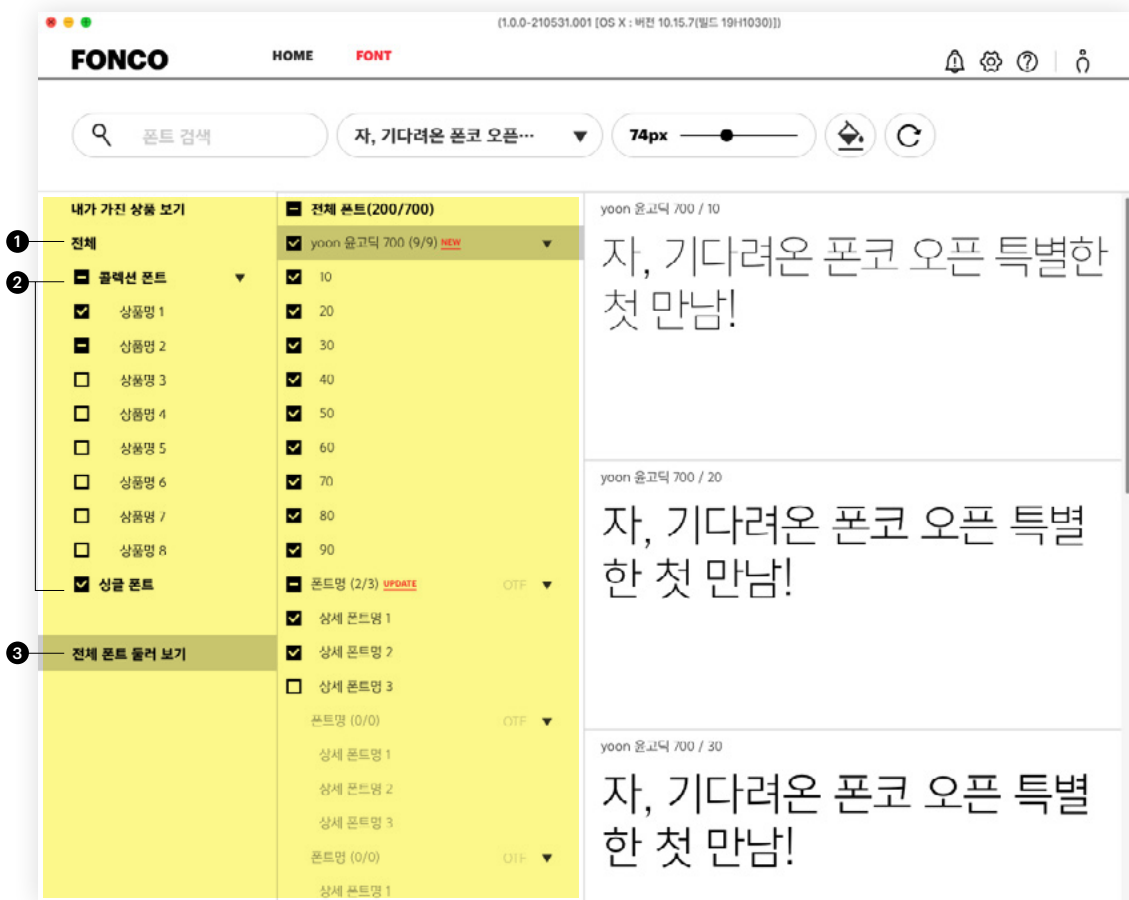 (1.0.0-210531.001 [OS X : 버전 10.15.7(빌드 19H1030)])
FONCO HOME FONT
폰트 검색 자, 기다려온 폰코 오픈… 74px
내가 가진 상품 보기
1 전체
2 콜렉션 폰트
상품명 1
상품명 2
상품명 3
상품명 4
상품명 5
상품명 6
상품명 7
상품명 8
싱글 폰트
3 전체 폰트 둘러 보기
전체 폰트(200/700)
yoon 윤고딕 700 (9/9) NEW
10
20
30
40
50
60
70
80
90
폰트명 (2/3) UPDATE OTF
상세 폰트명 1
상세 폰트명 2
상세 폰트명 3
폰트명 (0/0) OTF
상세 폰트명 1
상세 폰트명 2
상세 폰트명 3
폰트명 (0/0) OTF
상세 폰트명 1
yoon 윤고딕 700 / 10
자, 기다려온 폰코 오픈 특별한
첫 만남!
yoon 윤고딕 700 / 20
자, 기다려온 폰코 오픈 특별
한 첫 만남!
yoon 윤고딕 700 / 30
자, 기다려온 폰코 오픈 특별
한 첫 만남!